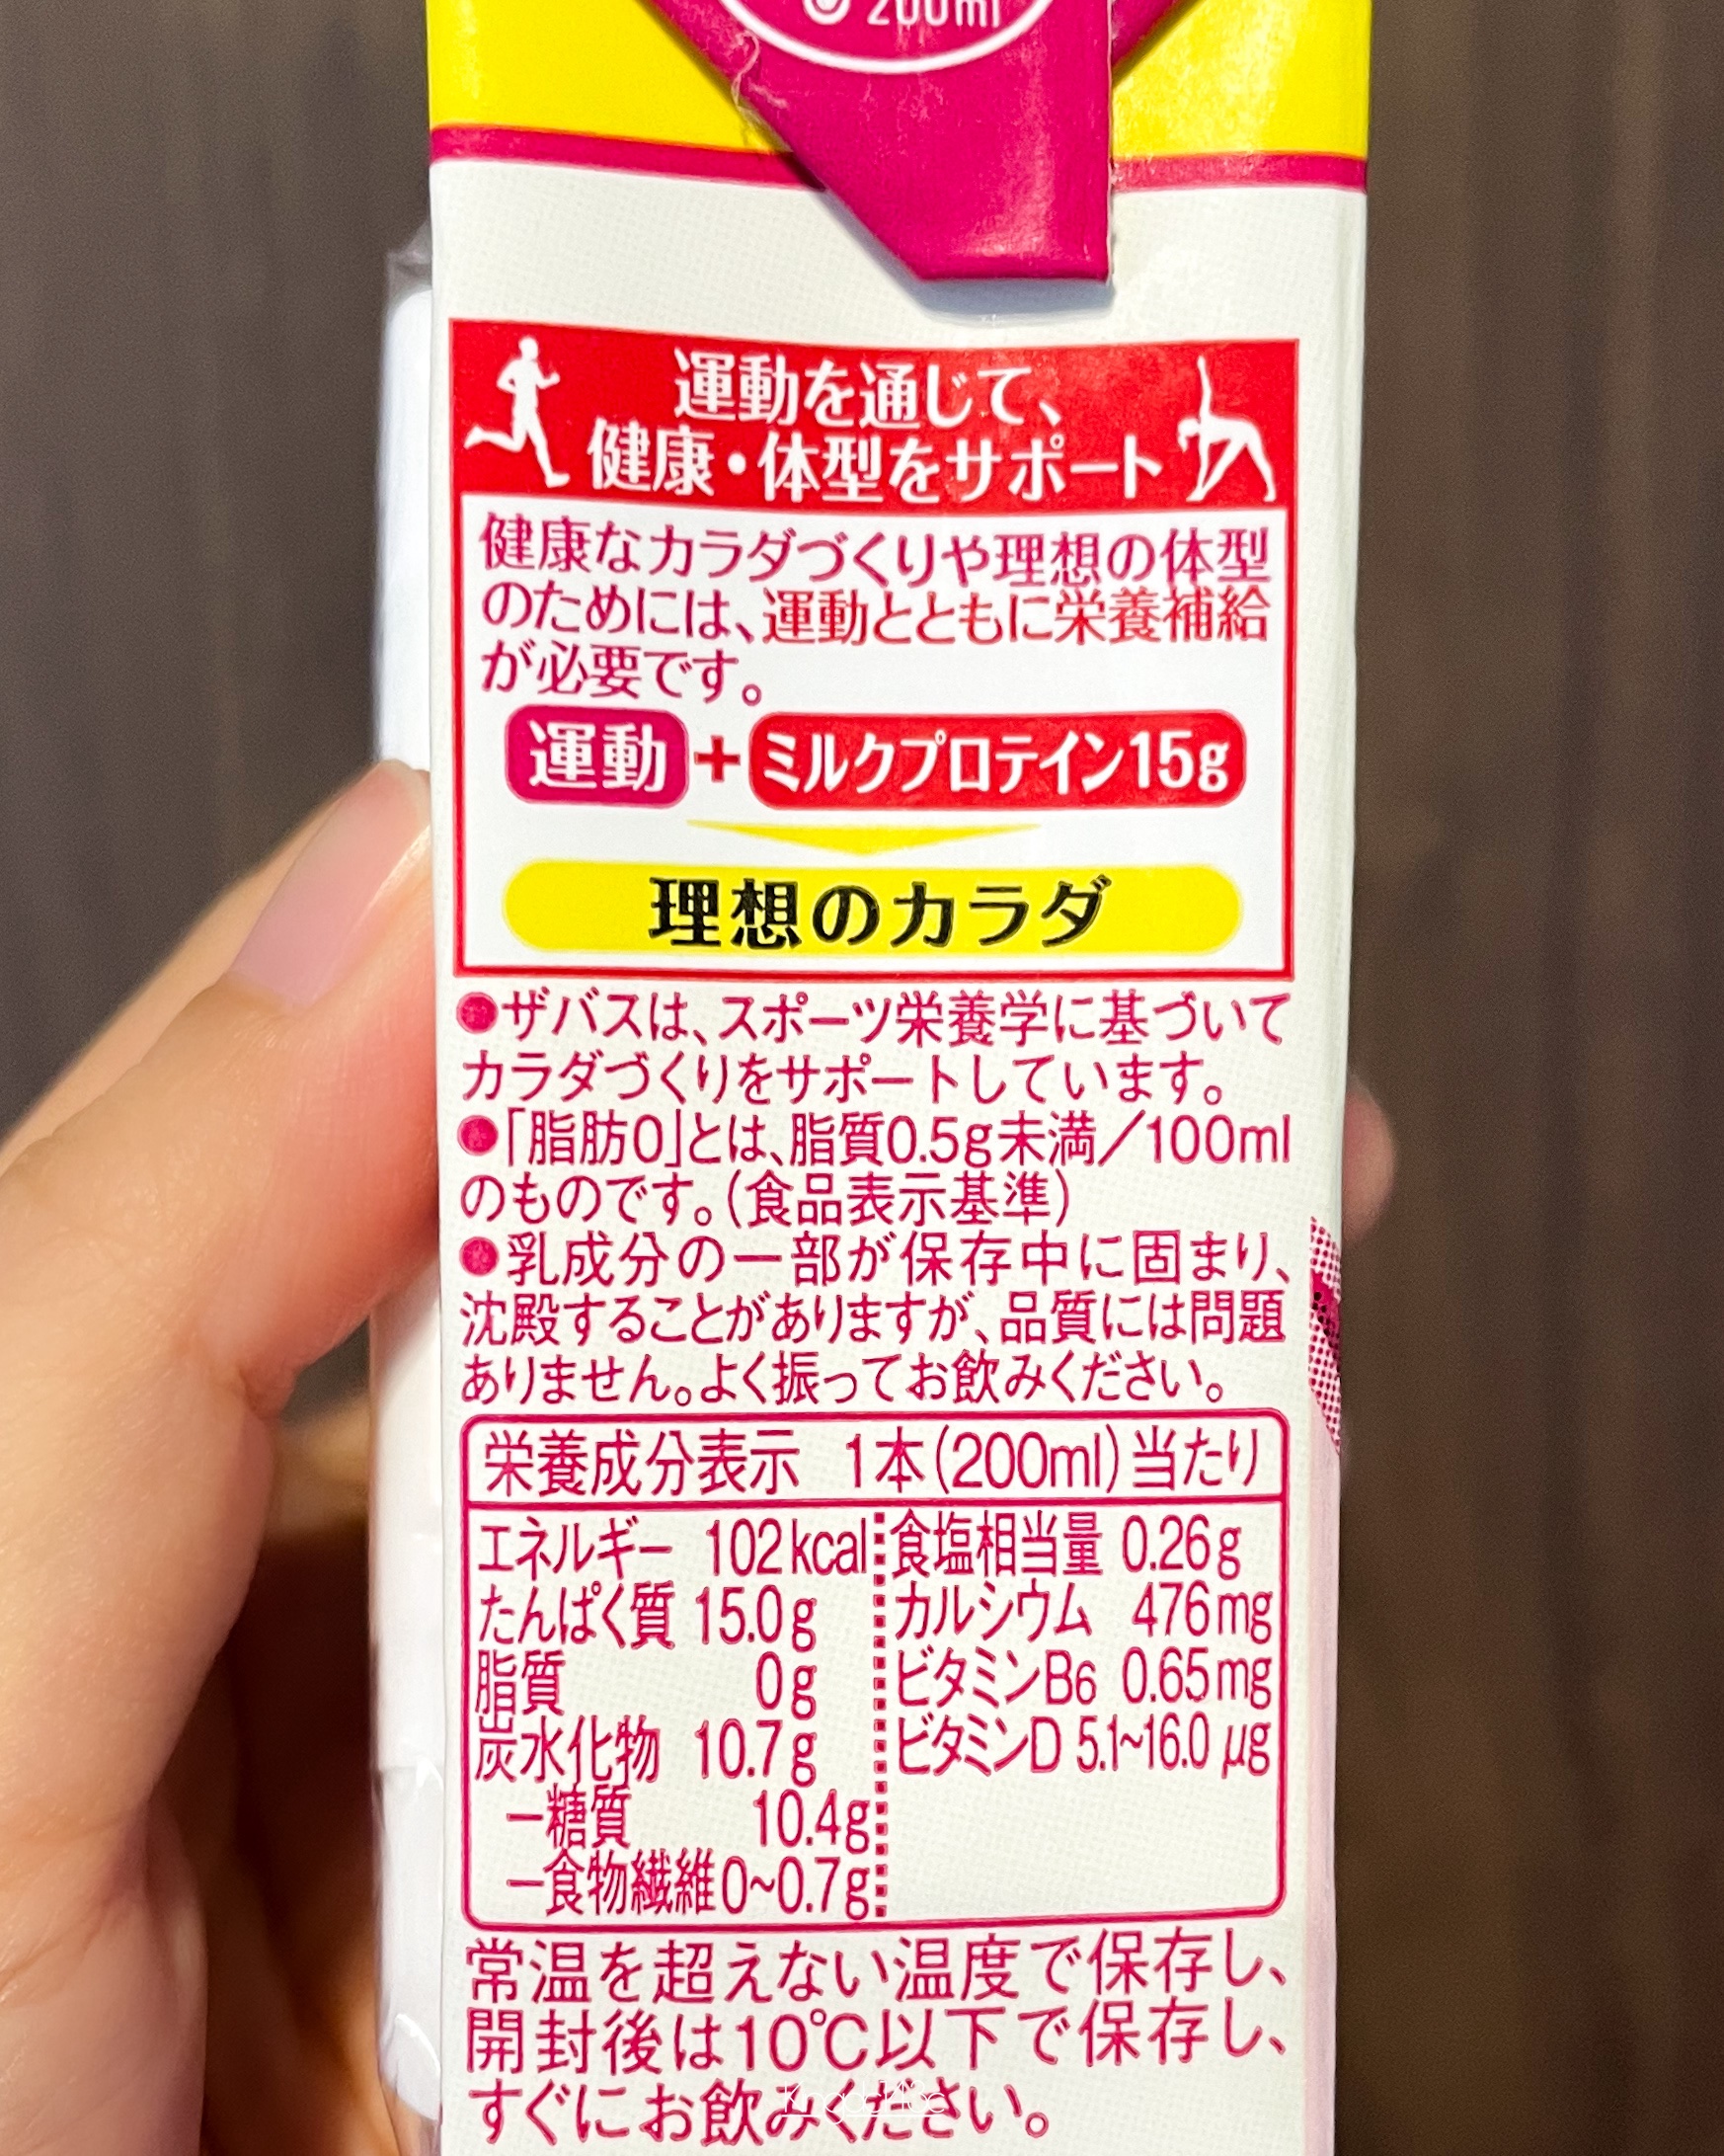 200ml
運動を通じて、
健康・体型をサポート
健康なカラダづくりや理想の体型
のためには、運動とともに栄養補給
が必要です。
運動+ミルクプロテイン15g
理想のカラダ
●ザバスは、スポーツ栄養学に基づいて
カラダづくりをサポートしています。
●「脂肪0」とは、脂質0.5g未満／100ml
のものです。(食品表示基準)
●乳成分の一部が保存中に固まり、
沈殿することがありますが、品質には問題
ありません。よく振ってお飲みください。
栄養成分表示 1本(200ml)当たり
エネルギー 102kcal 食塩相当量 0.26g
たんぱく質 15.0g カルシウム 476mg
脂質 0g ビタミンB6 0.65mg
炭水化物 10.7g ビタミンD 5.1~16.0μg
－糖質 10.4g
－食物繊維0~0.7g
常温を超えない温度で保存し、
開封後は10℃以下で保存し、
すぐにお飲みください。